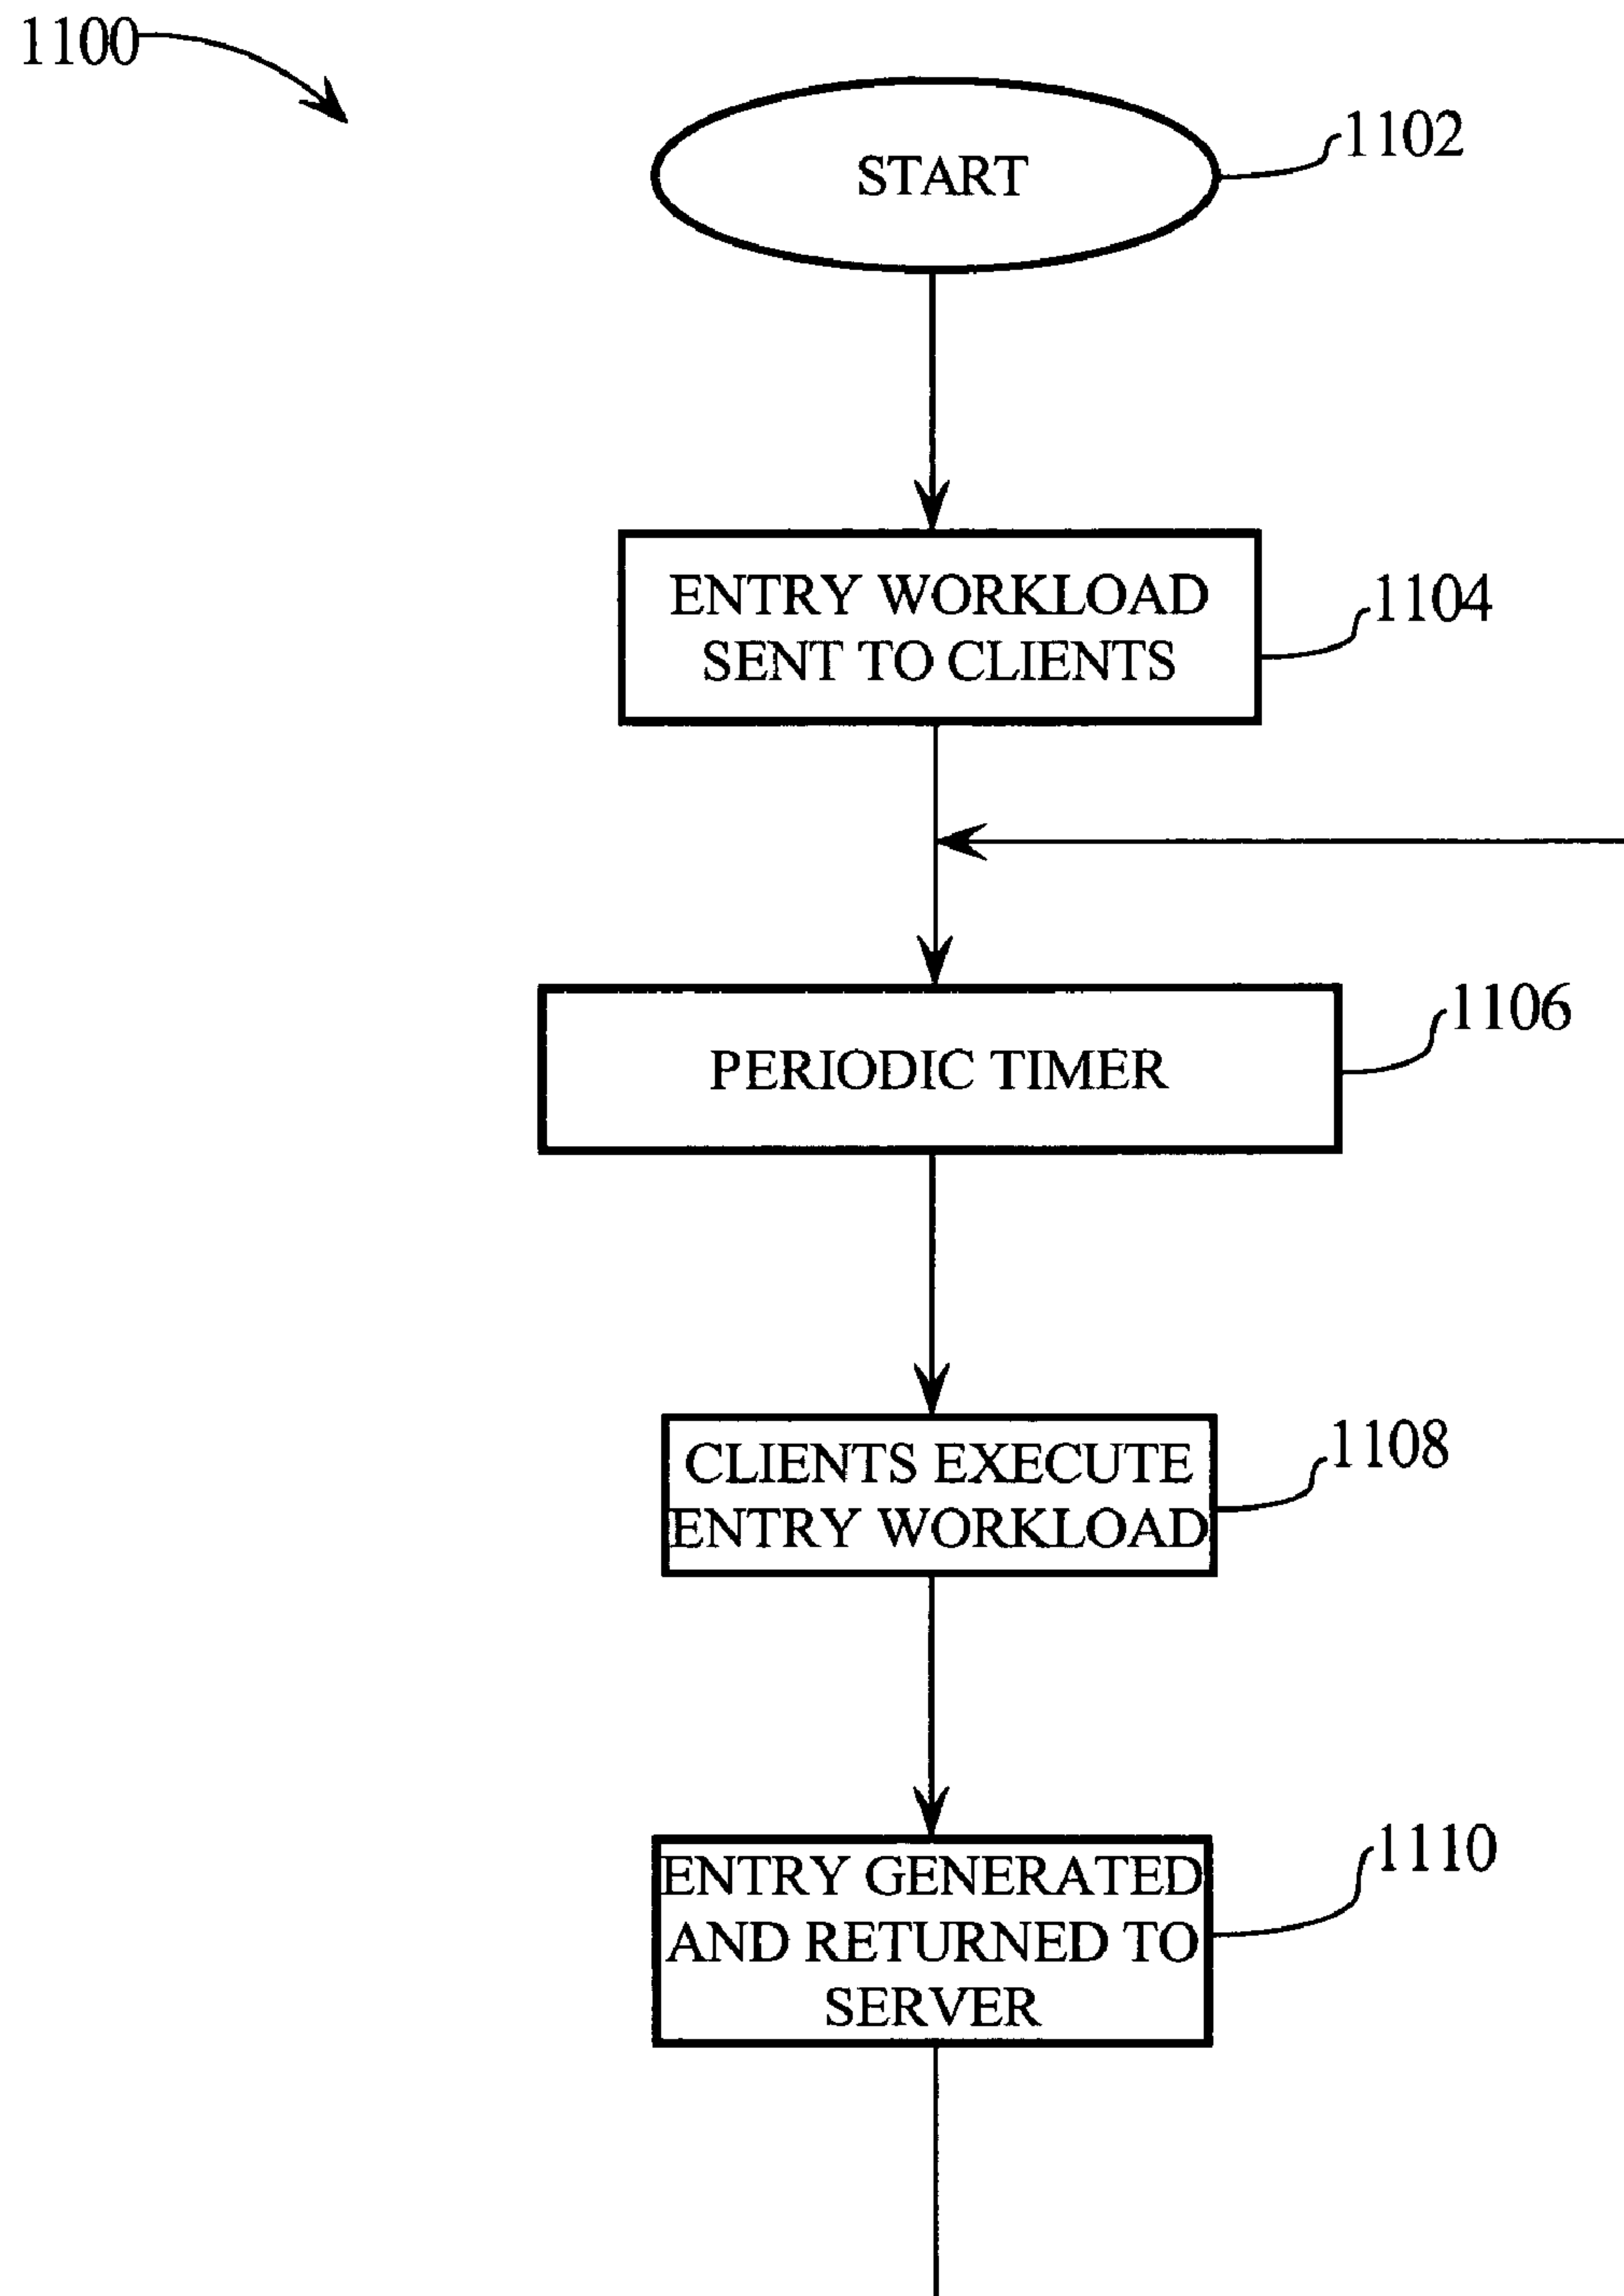 1100
START
1102
ENTRY WORKLOAD
SENT TO CLIENTS
1104
PERIODIC TIMER
1106
CLIENTS EXECUTE
ENTRY WORKLOAD
1108
ENTRY GENERATED
AND RETURNED TO
SERVER
1110